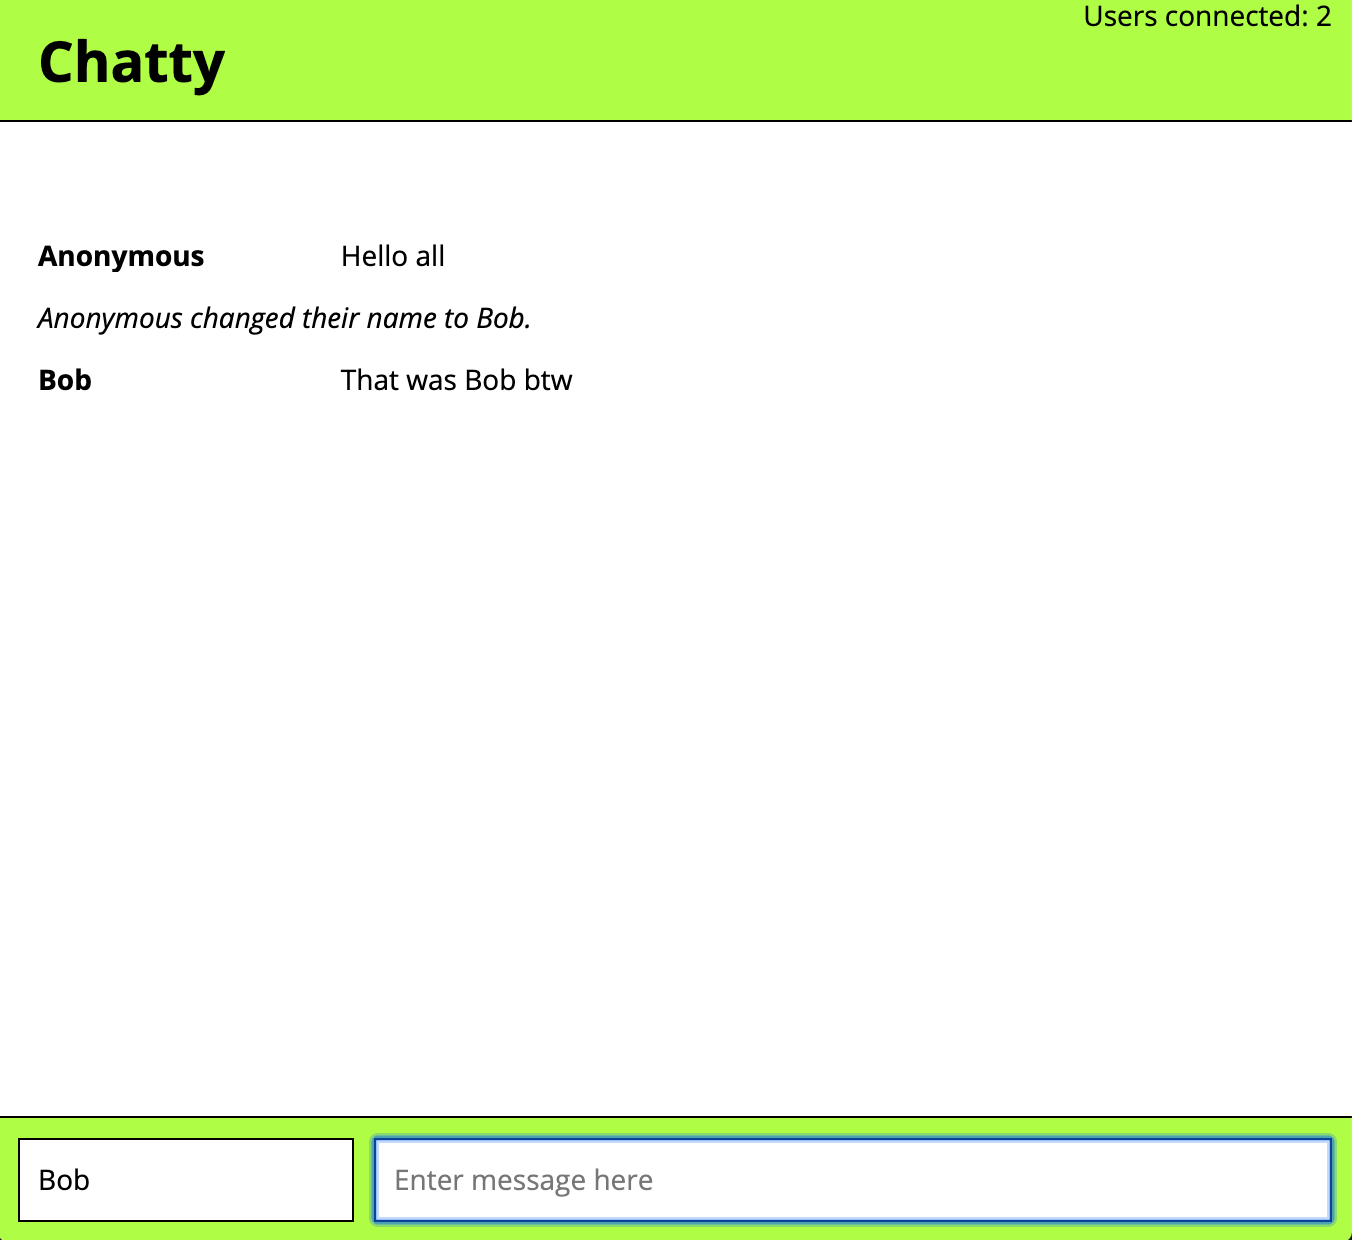 Users connected: 2
Chatty
Anonymous Hello all
Anonymous changed their name to Bob.
Bob That was Bob btw
Bob Enter message here